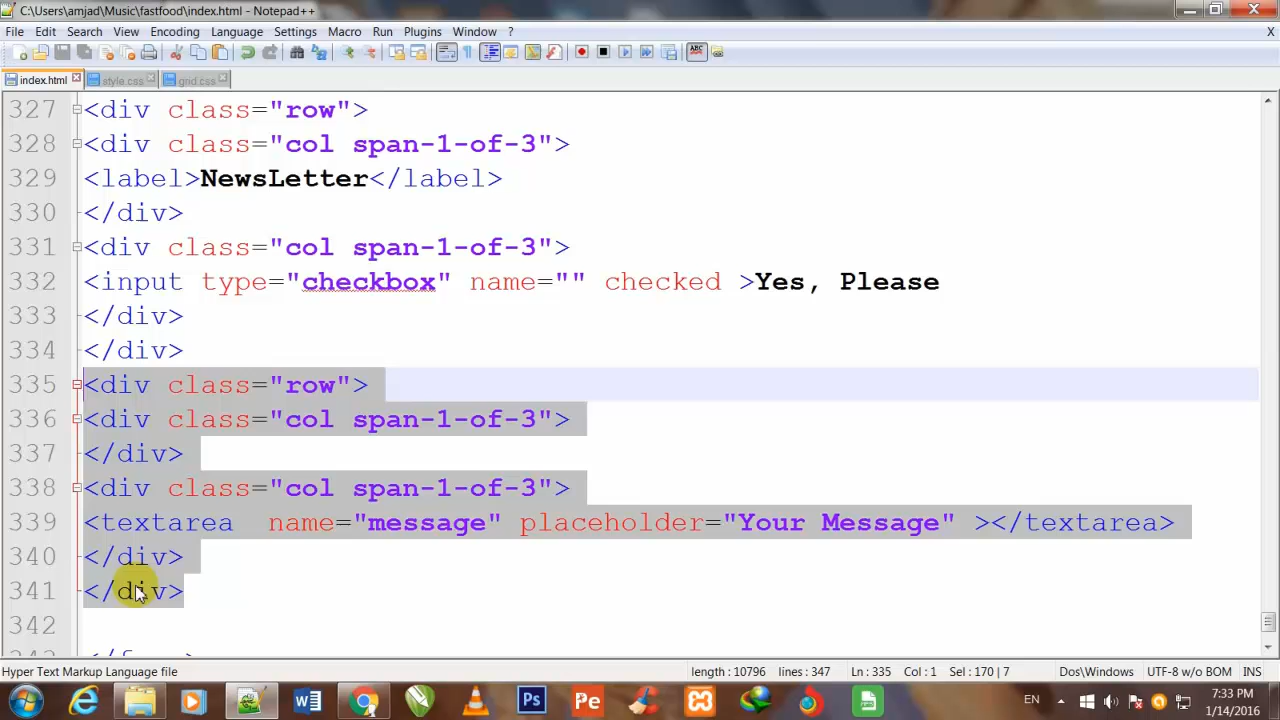 C:\Users\amjad\Music\fastfood\index.html - Notepad++
File Edit Search View Encoding Language Settings Macro Run Plugins Window ? X
index.html style.css grid.css
327 <div class="row">
328 <div class="col span-1-of-3">
329 <label>NewsLetter</label>
330 </div>
331 <div class="col span-1-of-3">
332 <input type="checkbox" name="" checked >Yes, Please
333 </div>
334 </div>
335 <div class="row">
336 <div class="col span-1-of-3">
337 </div>
338 <div class="col span-1-of-3">
339 <textarea  name="message" placeholder="Your Message" ></textarea>
340 </div>
341 </div>
342
Hyper Text Markup Language file length : 10796 lines : 347 Ln : 335 Col : 1 Sel : 170 | 7 Dos\Windows UTF-8 w/o BOM INS
Ps Pe EN 7:33 PM
1/14/2016